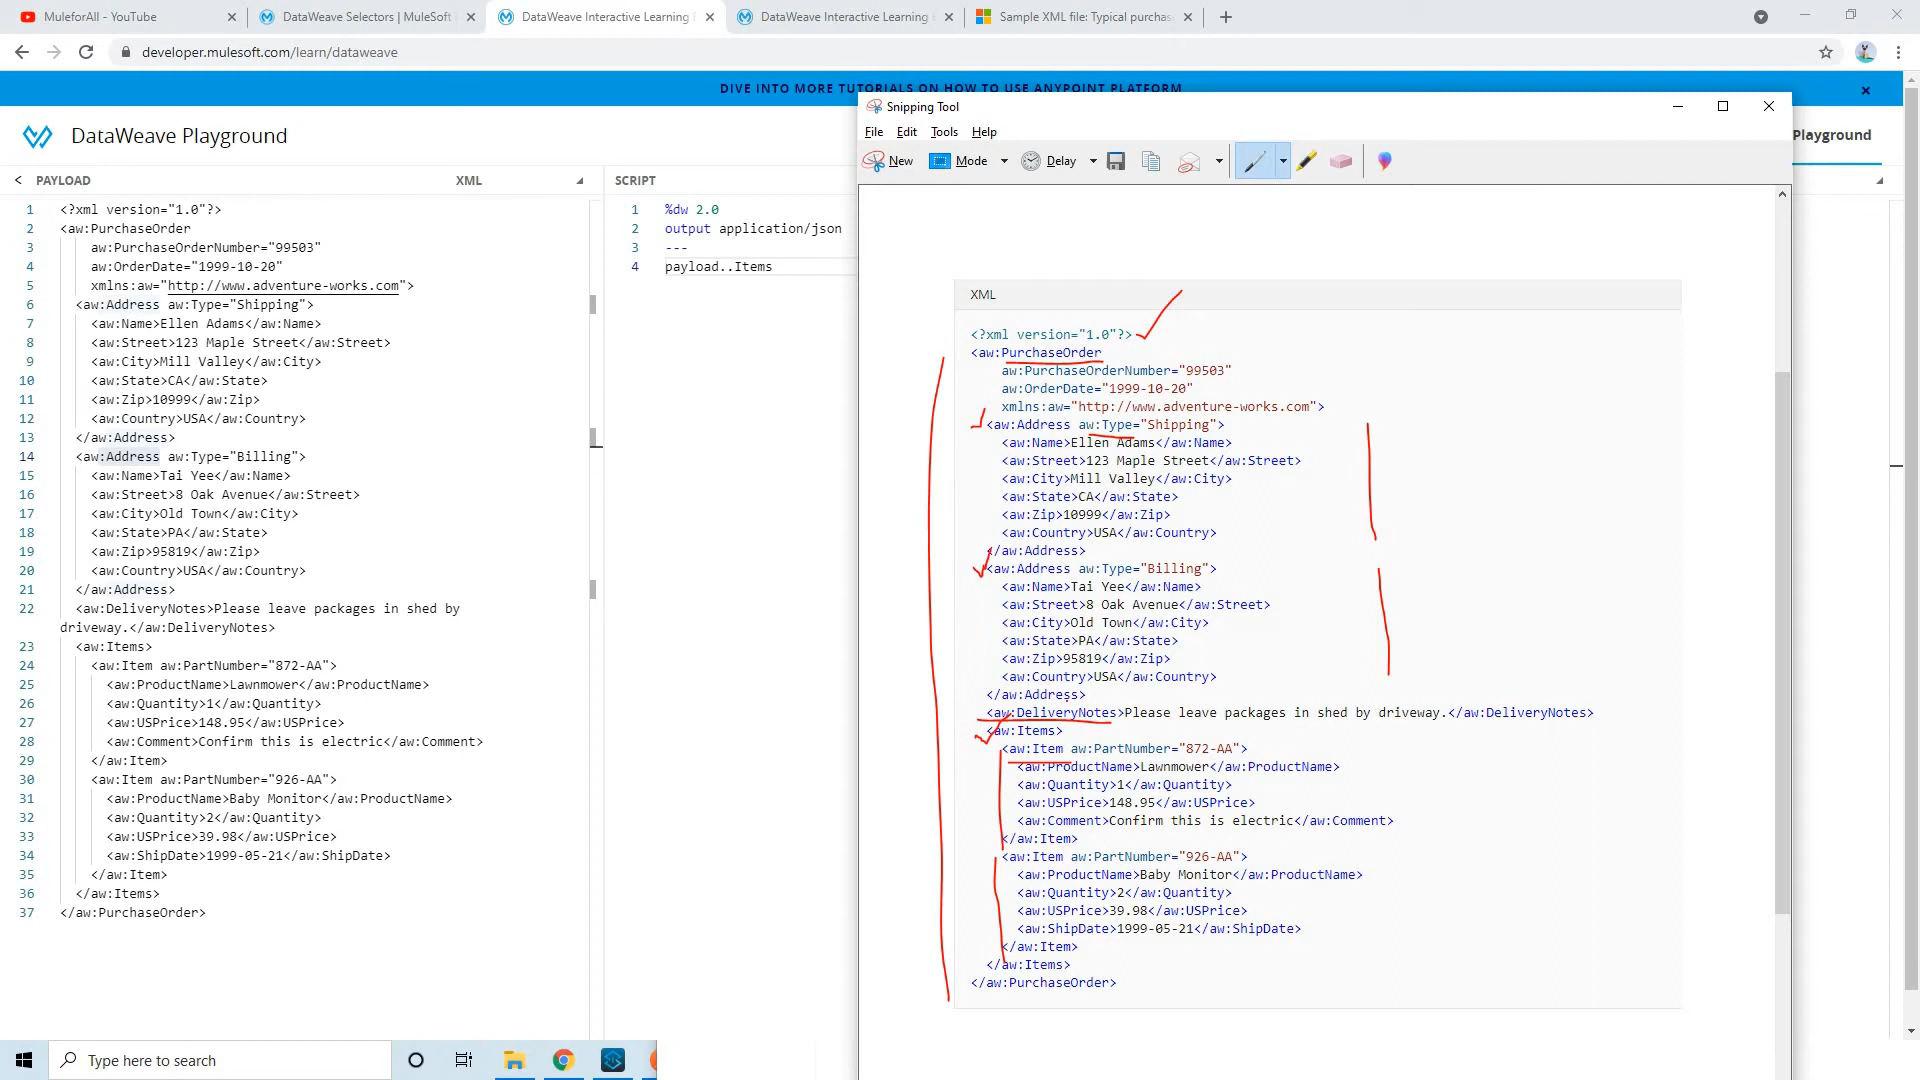 MuleforAll - YouTube
DataWeave Selectors | MuleSoft
DataWeave Interactive Learning
DataWeave Interactive Learning
Sample XML file: Typical purchas
developer.mulesoft.com/learn/dataweave
DIVE INTO MORE TUTORIALS ON HOW TO USE ANYPOINT PLATFORM
DataWeave Playground
Playground
PAYLOAD XML
1 <?xml version="1.0"?>
2 <aw:PurchaseOrder
3 aw:PurchaseOrderNumber="99503"
4 aw:OrderDate="1999-10-20"
5 xmlns:aw="http://www.adventure-works.com">
6 <aw:Address aw:Type="Shipping">
7 <aw:Name>Ellen Adams</aw:Name>
8 <aw:Street>123 Maple Street</aw:Street>
9 <aw:City>Mill Valley</aw:City>
10 <aw:State>CA</aw:State>
11 <aw:Zip>10999</aw:Zip>
12 <aw:Country>USA</aw:Country>
13 </aw:Address>
14 <aw:Address aw:Type="Billing">
15 <aw:Name>Tai Yee</aw:Name>
16 <aw:Street>8 Oak Avenue</aw:Street>
17 <aw:City>Old Town</aw:City>
18 <aw:State>PA</aw:State>
19 <aw:Zip>95819</aw:Zip>
20 <aw:Country>USA</aw:Country>
21 </aw:Address>
22 <aw:DeliveryNotes>Please leave packages in shed by
driveway.</aw:DeliveryNotes>
23 <aw:Items>
24 <aw:Item aw:PartNumber="872-AA">
25 <aw:ProductName>Lawnmower</aw:ProductName>
26 <aw:Quantity>1</aw:Quantity>
27 <aw:USPrice>148.95</aw:USPrice>
28 <aw:Comment>Confirm this is electric</aw:Comment>
29 </aw:Item>
30 <aw:Item aw:PartNumber="926-AA">
31 <aw:ProductName>Baby Monitor</aw:ProductName>
32 <aw:Quantity>2</aw:Quantity>
33 <aw:USPrice>39.98</aw:USPrice>
34 <aw:ShipDate>1999-05-21</aw:ShipDate>
35 </aw:Item>
36 </aw:Items>
37 </aw:PurchaseOrder>
SCRIPT
1 %dw 2.0
2 output application/json
3 ---
4 payload..Items
Snipping Tool
File Edit Tools Help
New Mode Delay
XML
<?xml version="1.0"?>
<aw:PurchaseOrder
aw:PurchaseOrderNumber="99503"
aw:OrderDate="1999-10-20"
xmlns:aw="http://www.adventure-works.com">
<aw:Address aw:Type="Shipping">
<aw:Name>Ellen Adams</aw:Name>
<aw:Street>123 Maple Street</aw:Street>
<aw:City>Mill Valley</aw:City>
<aw:State>CA</aw:State>
<aw:Zip>10999</aw:Zip>
<aw:Country>USA</aw:Country>
</aw:Address>
<aw:Address aw:Type="Billing">
<aw:Name>Tai Yee</aw:Name>
<aw:Street>8 Oak Avenue</aw:Street>
<aw:City>Old Town</aw:City>
<aw:State>PA</aw:State>
<aw:Zip>95819</aw:Zip>
<aw:Country>USA</aw:Country>
</aw:Address>
<aw:DeliveryNotes>Please leave packages in shed by driveway.</aw:DeliveryNotes>
<aw:Items>
<aw:Item aw:PartNumber="872-AA">
<aw:ProductName>Lawnmower</aw:ProductName>
<aw:Quantity>1</aw:Quantity>
<aw:USPrice>148.95</aw:USPrice>
<aw:Comment>Confirm this is electric</aw:Comment>
</aw:Item>
<aw:Item aw:PartNumber="926-AA">
<aw:ProductName>Baby Monitor</aw:ProductName>
<aw:Quantity>2</aw:Quantity>
<aw:USPrice>39.98</aw:USPrice>
<aw:ShipDate>1999-05-21</aw:ShipDate>
</aw:Item>
</aw:Items>
</aw:PurchaseOrder>
Type here to search